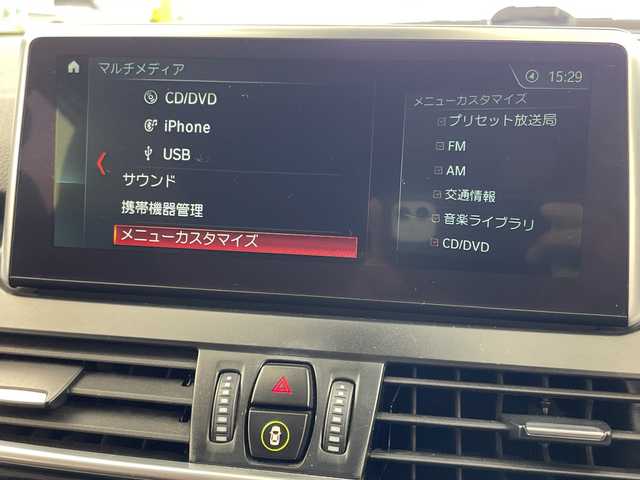 マルチメディア
15:29
CD/DVD
iPhone
USB
サウンド
携帯機器管理
メニューカスタマイズ
メニューカスタマイズ
プリセット放送局
FM
AM
交通情報
音楽ライブラリ
CD/DVD